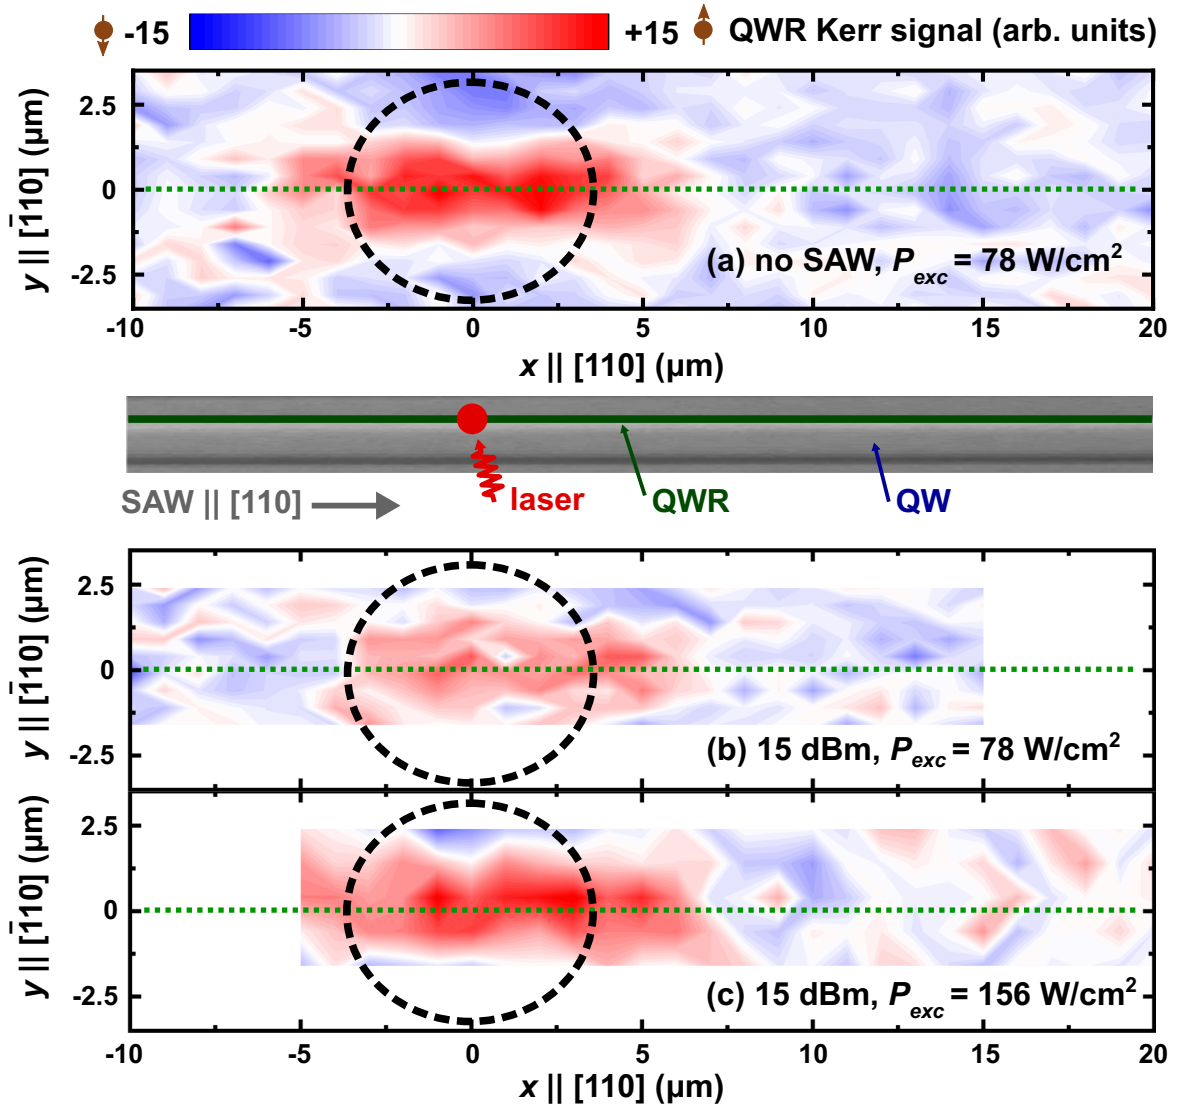 -15 +15 QWR Kerr signal (arb. units)
y || [1̄10] (µm)
2.5
0
-2.5
(a) no SAW, P_exc = 78 W/cm²
-10 -5 0 5 10 15 20
x || [110] (µm)
SAW || [110] laser QWR QW
y || [1̄10] (µm)
2.5
0
-2.5
(b) 15 dBm, P_exc = 78 W/cm²
y || [1̄10] (µm)
2.5
0
-2.5
(c) 15 dBm, P_exc = 156 W/cm²
-10 -5 0 5 10 15 20
x || [110] (µm)